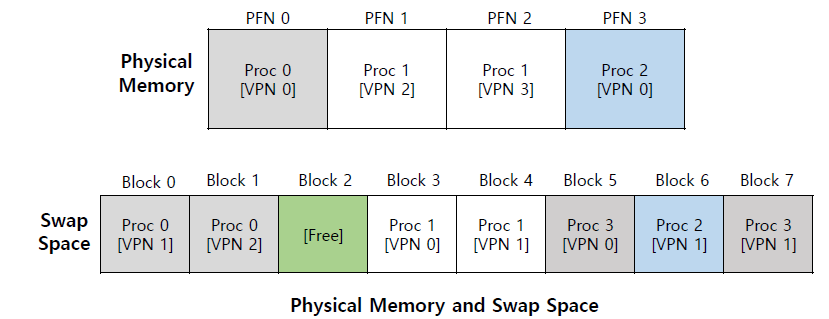 PFN 0 PFN 1 PFN 2 PFN 3
Physical
Memory
Proc 0
[VPN 0]
Proc 1
[VPN 2]
Proc 1
[VPN 3]
Proc 2
[VPN 0]
Block 0 Block 1 Block 2 Block 3 Block 4 Block 5 Block 6 Block 7
Swap
Space
Proc 0
[VPN 1]
Proc 0
[VPN 2]
[Free]
Proc 1
[VPN 0]
Proc 1
[VPN 1]
Proc 3
[VPN 0]
Proc 2
[VPN 1]
Proc 3
[VPN 1]
Physical Memory and Swap Space